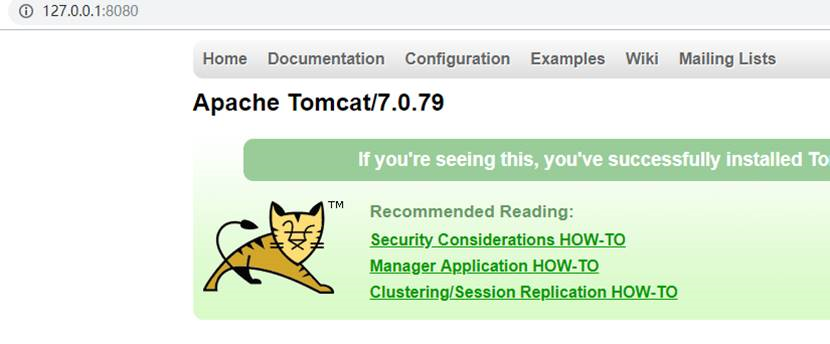 127.0.0.1:8080
Home Documentation Configuration Examples Wiki Mailing Lists
Apache Tomcat/7.0.79
If you're seeing this, you've successfully installed To
TM
Recommended Reading:
Security Considerations HOW-TO
Manager Application HOW-TO
Clustering/Session Replication HOW-TO